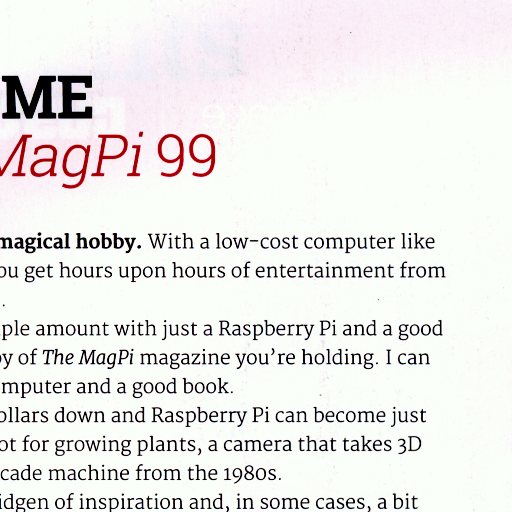 ME
MagPi 99
magical hobby. With a low-cost computer like
ou get hours upon hours of entertainment from
.
ple amount with just a Raspberry Pi and a good
py of The MagPi magazine you're holding. I can
mputer and a good book.
ollars down and Raspberry Pi can become just
ot for growing plants, a camera that takes 3D
cade machine from the 1980s.
idgen of inspiration and, in some cases, a bit